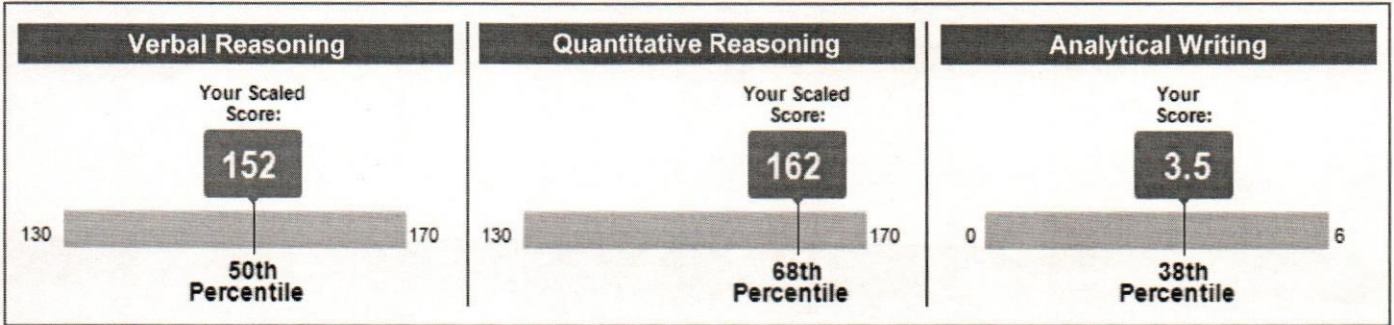 Verbal Reasoning
Your Scaled
Score:
152
130
170
50th
Percentile
Quantitative Reasoning
Your Scaled
Score:
162
130
170
68th
Percentile
Analytical Writing
Your
Score:
3.5
0
6
38th
Percentile